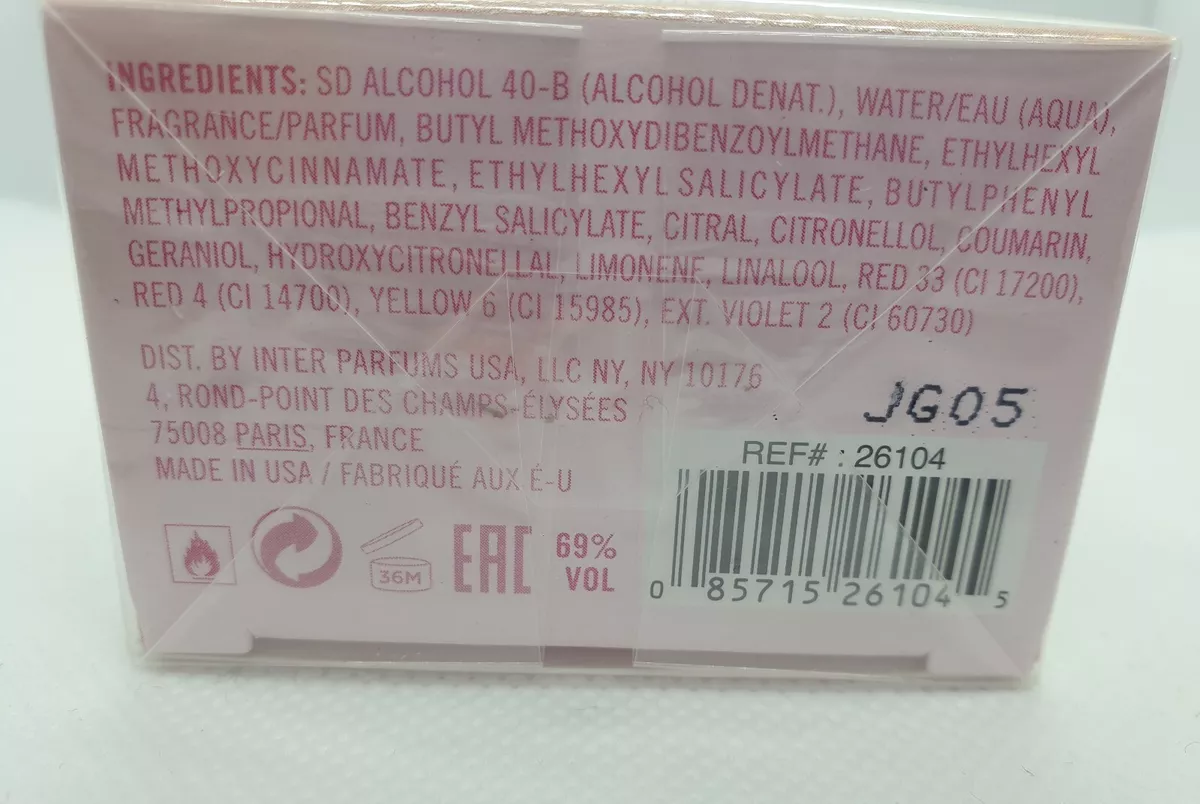 INGREDIENTS: SD ALCOHOL 40-B (ALCOHOL DENAT.), WATER/EAU (AQUA),
FRAGRANCE/PARFUM, BUTYL METHOXYDIBENZOYLMETHANE, ETHYLHEXYL
METHOXYCINNAMATE, ETHYLHEXYL SALICYLATE, BUTYLPHENYL
METHYLPROPIONAL, BENZYL SALICYLATE, CITRAL, CITRONELLOL, COUMARIN,
GERANIOL, HYDROXYCITRONELLAL, LIMONENE, LINALOOL, RED 33 (CI 17200),
RED 4 (CI 14700), YELLOW 6 (CI 15985), EXT. VIOLET 2 (CI 60730)
DIST. BY INTER PARFUMS USA, LLC NY, NY 10176
4, ROND-POINT DES CHAMPS-ÉLYSÉES
75008 PARIS, FRANCE
MADE IN USA / FABRIQUÉ AUX É-U
JG05
REF# : 26104
36M
EAC
69%
VOL
0 85715 26104 5